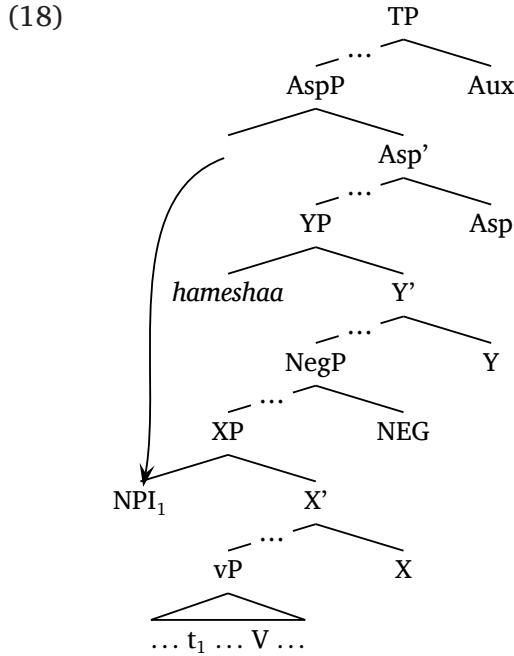 (18)
TP
...
AspP Aux
Asp'
...
YP Asp
hameshaa Y'
...
NegP Y
...
XP NEG
NPI₁ X'
...
vP X
... t₁ ... V ...